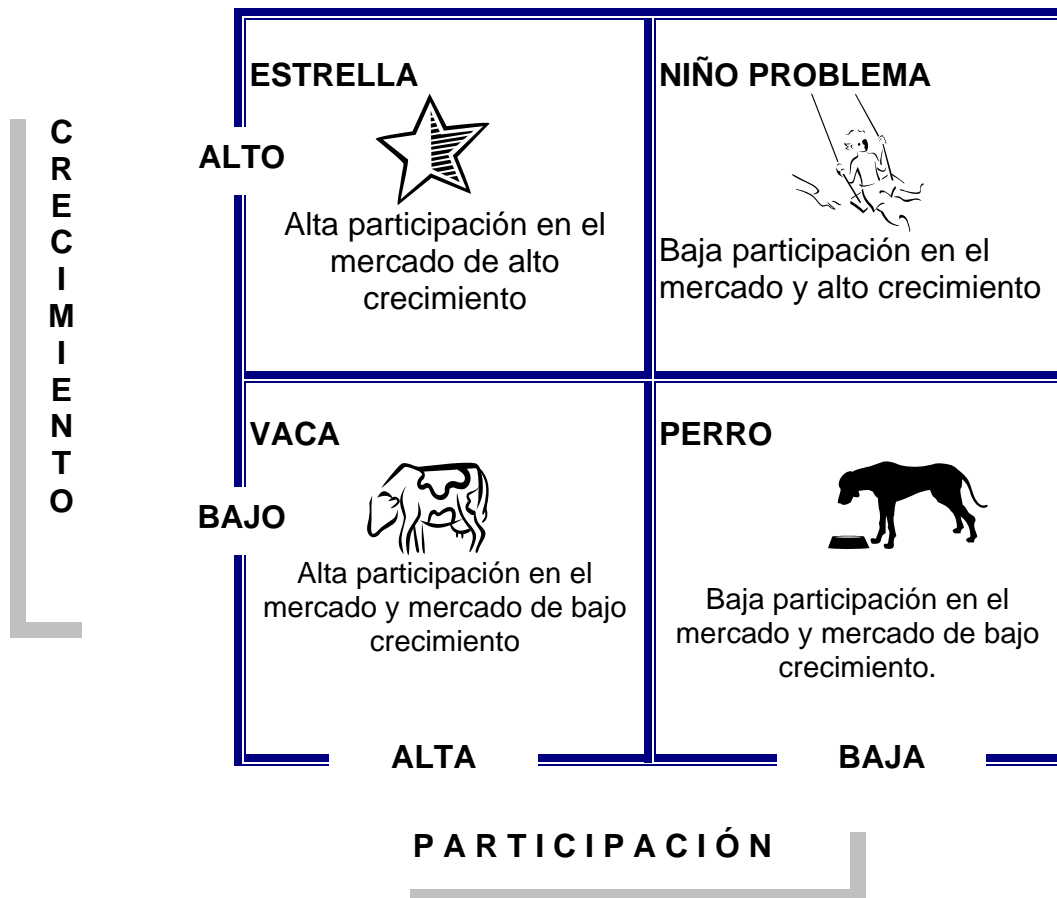 ESTRELLA
Alta participación en el
mercado de alto
crecimiento
NIÑO PROBLEMA
Baja participación en el
mercado y alto crecimiento
CRECIMIENTO
ALTO
VACA
Alta participación en el
mercado y mercado de bajo
crecimiento
PERRO
Baja participación en el
mercado y mercado de bajo
crecimiento.
BAJO
ALTA
BAJA
PARTICIPACIÓN